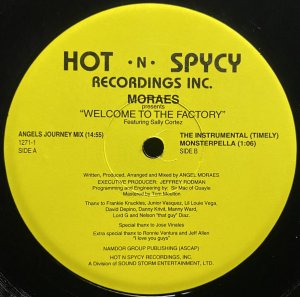 HOT · N · SPYCY
RECORDINGS INC.
MORAES
presents
"WELCOME TO THE FACTORY"
Featuring Sally Cortez
ANGELS JOURNEY MIX (14:55)
1271-1
SIDE A
THE INSTRUMENTAL (TIMELY)
MONSTERPELLA (1:06)
SIDE B
Written, Produced, Arranged and Mixed by ANGEL MORAES
EXECUTIVE PRODUCER: JEFFREY RODMAN
Programming and Engineering by: Sir Mac of Quayle
Mastered by Tom Moulton
Thanks to Frankie Knuckles, Junior Vasquez, Lil Louis Vega,
David Depino, Danny Krivit, Manny Ward,
Lord G and Nelson "that guy" Diaz.
Special thanx to Jose Vinales
Extra special thanx to Ronnie Ventura and Jeff Allen
"I love you guys"
NAMDOR GROUP PUBLISHING (ASCAP)
HOT N SPYCY RECORDINGS, INC.
A Division of SOUND STORM ENTERTAINMENT, LTD.